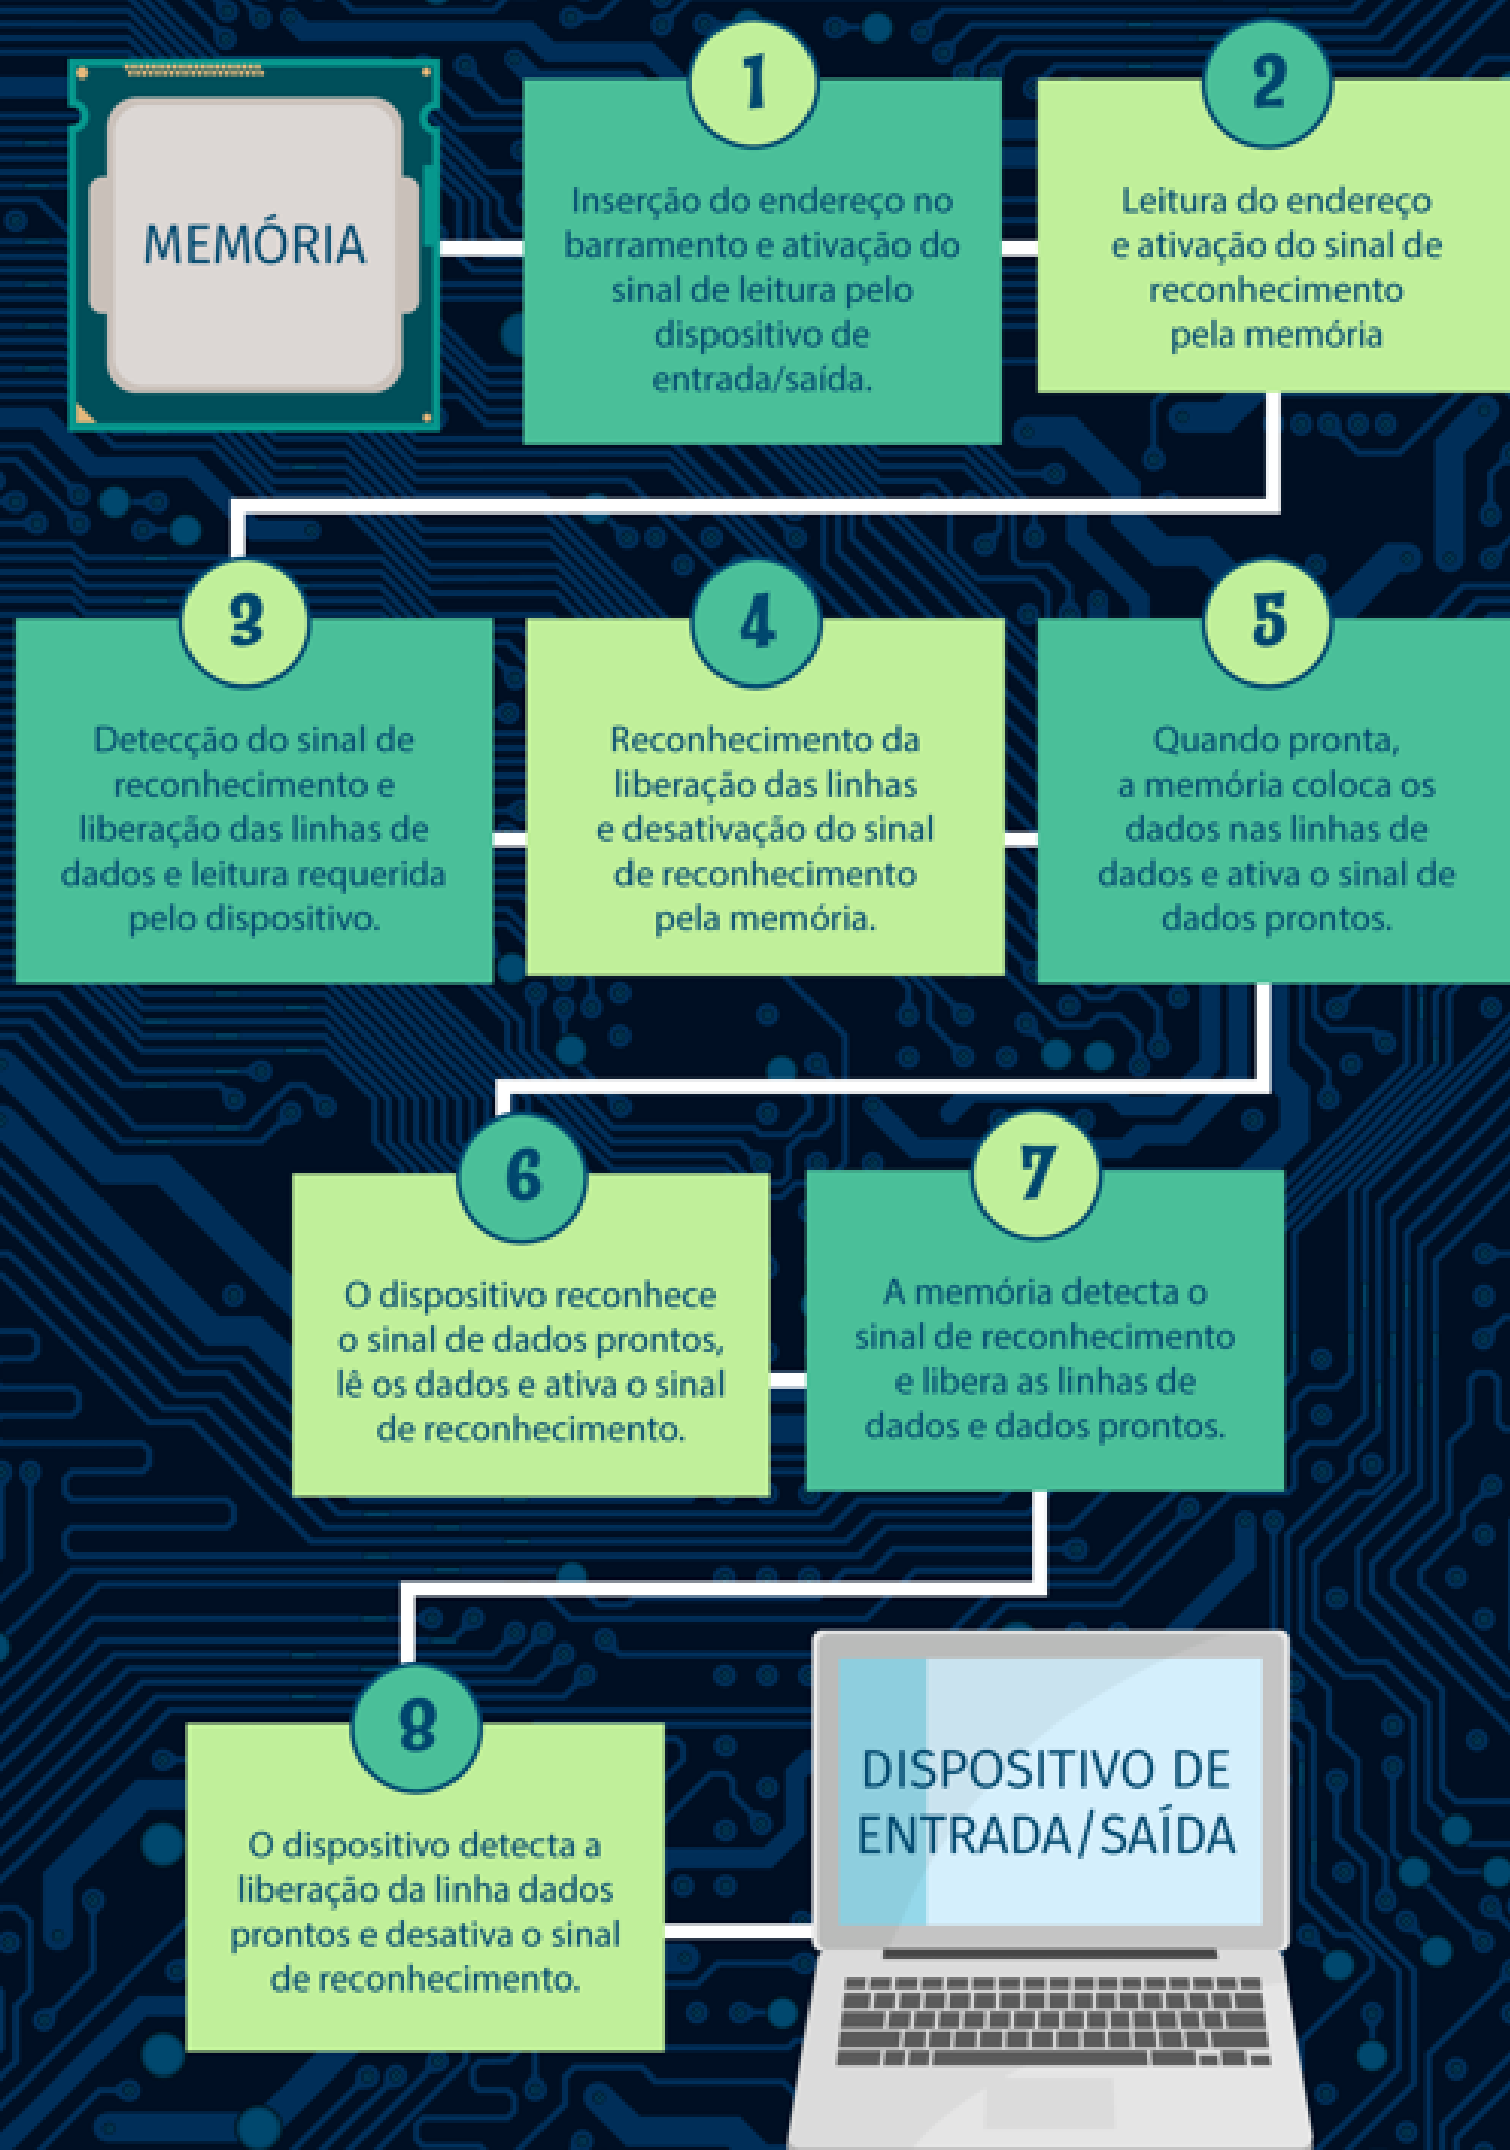 MEMÓRIA
1
Inserção do endereço no
barramento e ativação do
sinal de leitura pelo
dispositivo de
entrada/saída.
2
Leitura do endereço
e ativação do sinal de
reconhecimento
pela memória
3
Detecção do sinal de
reconhecimento e
liberação das linhas de
dados e leitura requerida
pelo dispositivo.
4
Reconhecimento da
liberação das linhas
e desativação do sinal
de reconhecimento
pela memória.
5
Quando pronta,
a memória coloca os
dados nas linhas de
dados e ativa o sinal de
dados prontos.
6
O dispositivo reconhece
o sinal de dados prontos,
lê os dados e ativa o sinal
de reconhecimento.
7
A memória detecta o
sinal de reconhecimento
e libera as linhas de
dados e dados prontos.
8
O dispositivo detecta a
liberação da linha dados
prontos e desativa o sinal
de reconhecimento.
DISPOSITIVO DE
ENTRADA/SAÍDA